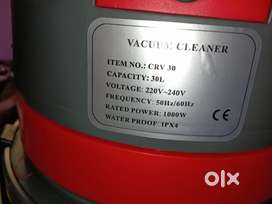 VACUUM CLEANER
ITEM NO.: CRV 30
CAPACITY: 30L
VOLTAGE: 220V~240V
FREQUENCY: 50Hz/60Hz
RATED POWER: 1000W
WATER PROOF: IPX4
CE
olx